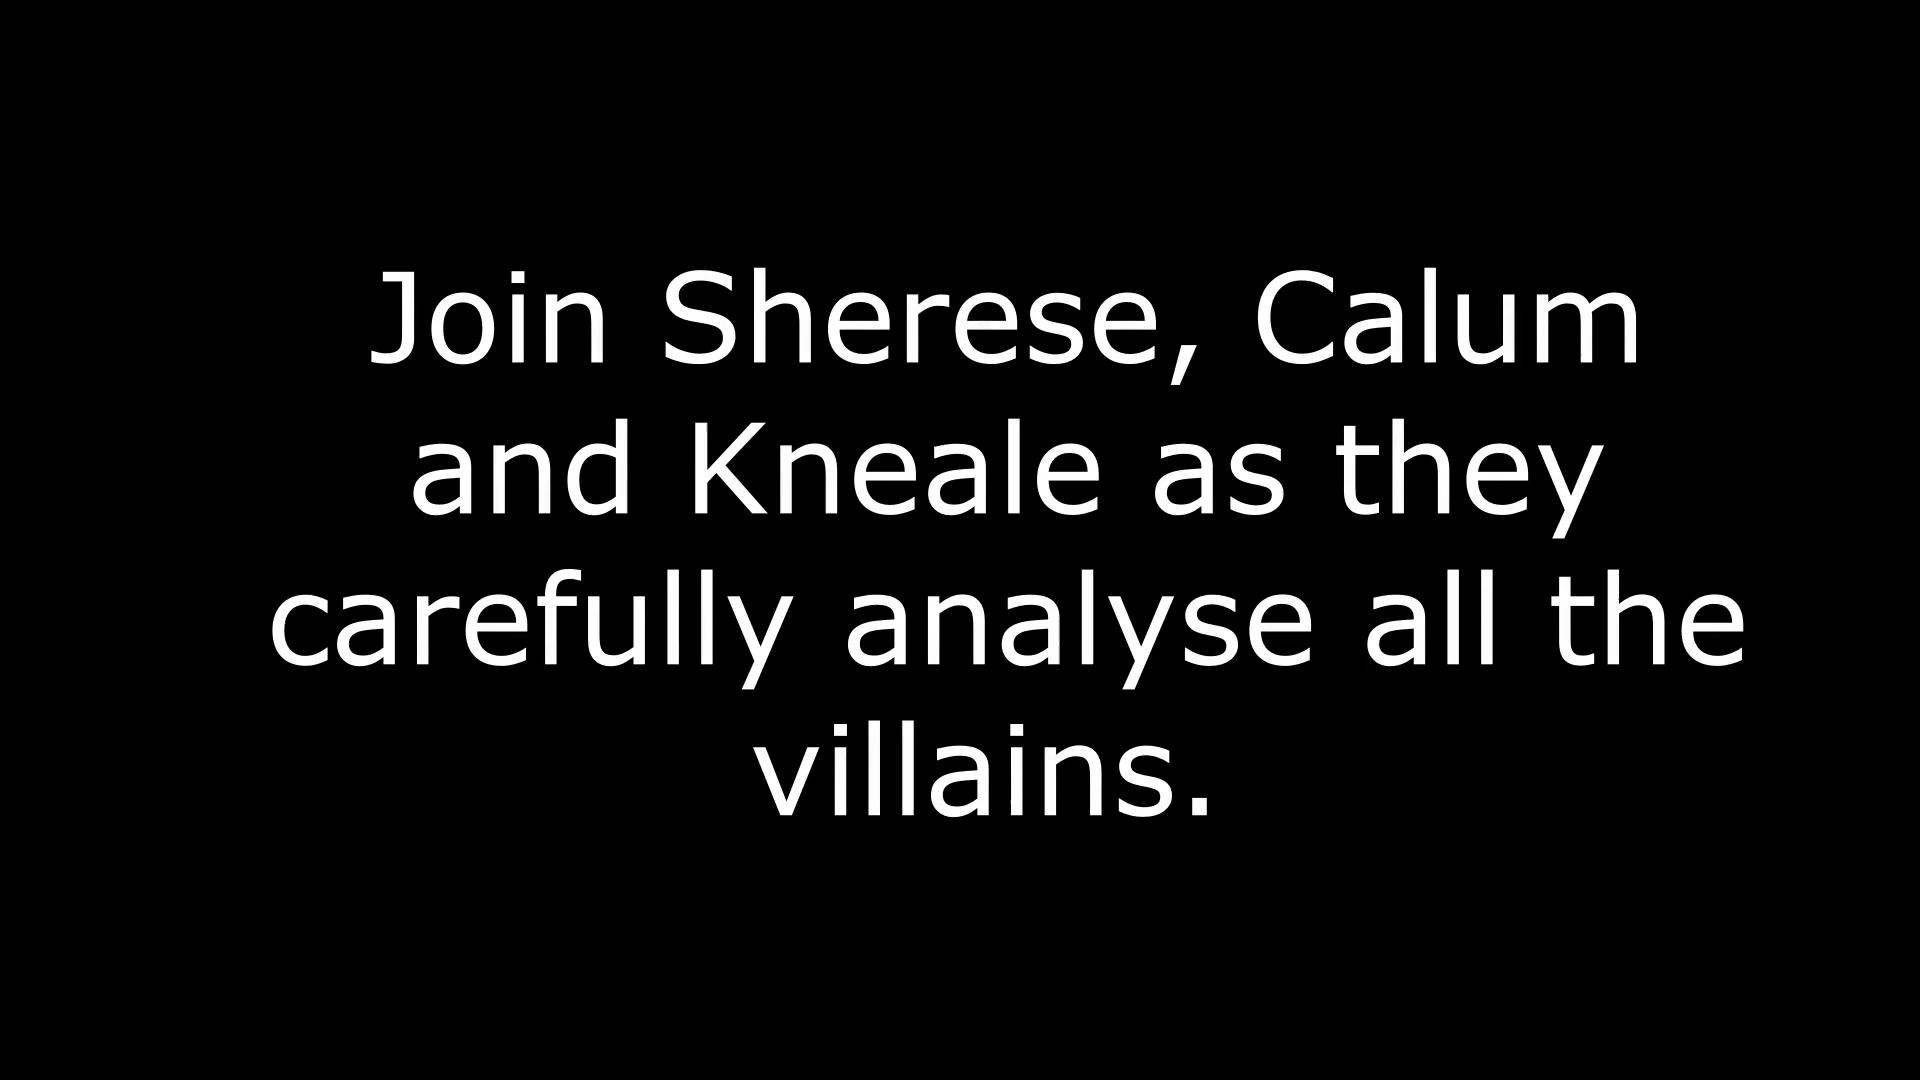 Join Sherese, Calum
and Kneale as they
carefully analyse all the
villains.